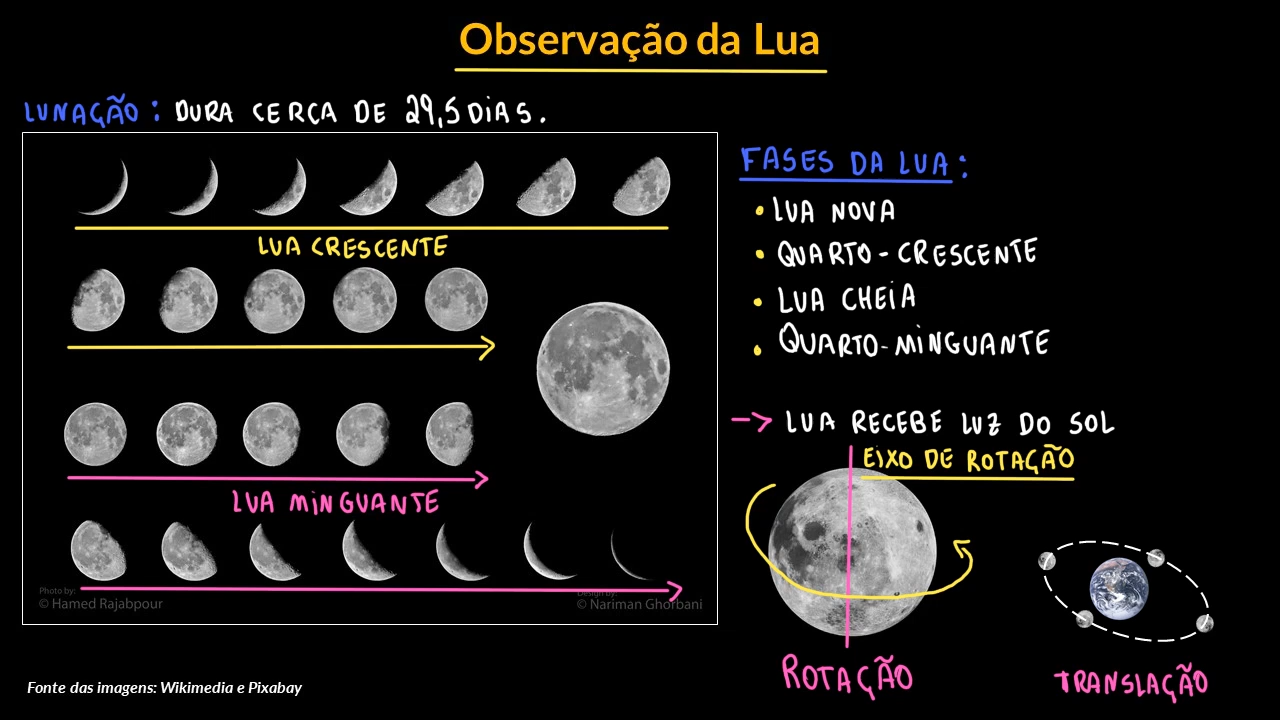 Observação da Lua
LUNAÇÃO: DURA CERCA DE 29,5 DIAS.
LUA CRESCENTE
LUA MINGUANTE
Photo by:
© Hamed Rajabpour
Design by:
© Nariman Ghorbani
FASES DA LUA:
• LUA NOVA
• QUARTO-CRESCENTE
• LUA CHEIA
• QUARTO-MINGUANTE
→ LUA RECEBE LUZ DO SOL
EIXO DE ROTAÇÃO
ROTAÇÃO
TRANSLAÇÃO
Fonte das imagens: Wikimedia e Pixabay